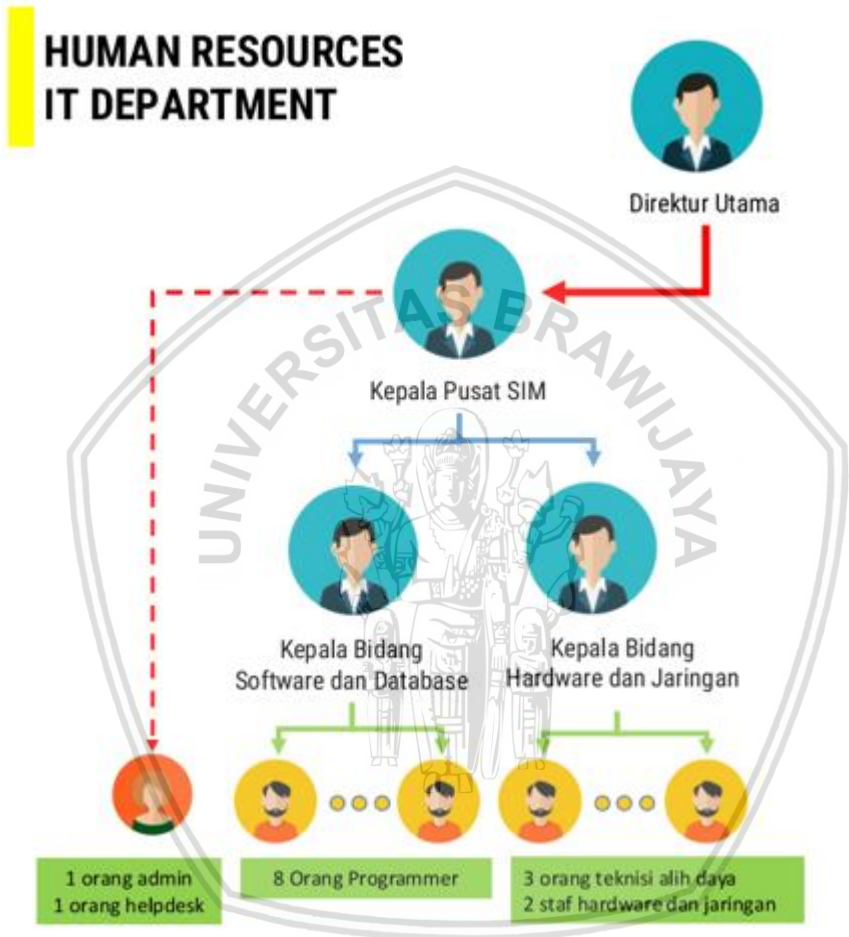 HUMAN RESOURCES
IT DEPARTMENT
Direktur Utama
UNIVERSITAS BRAWIJAYA
Kepala Pusat SIM
Kepala Bidang
Software dan Database
Kepala Bidang
Hardware dan Jaringan
1 orang admin
1 orang helpdesk
8 Orang Programmer
3 orang teknisi alih daya
2 staf hardware dan jaringan